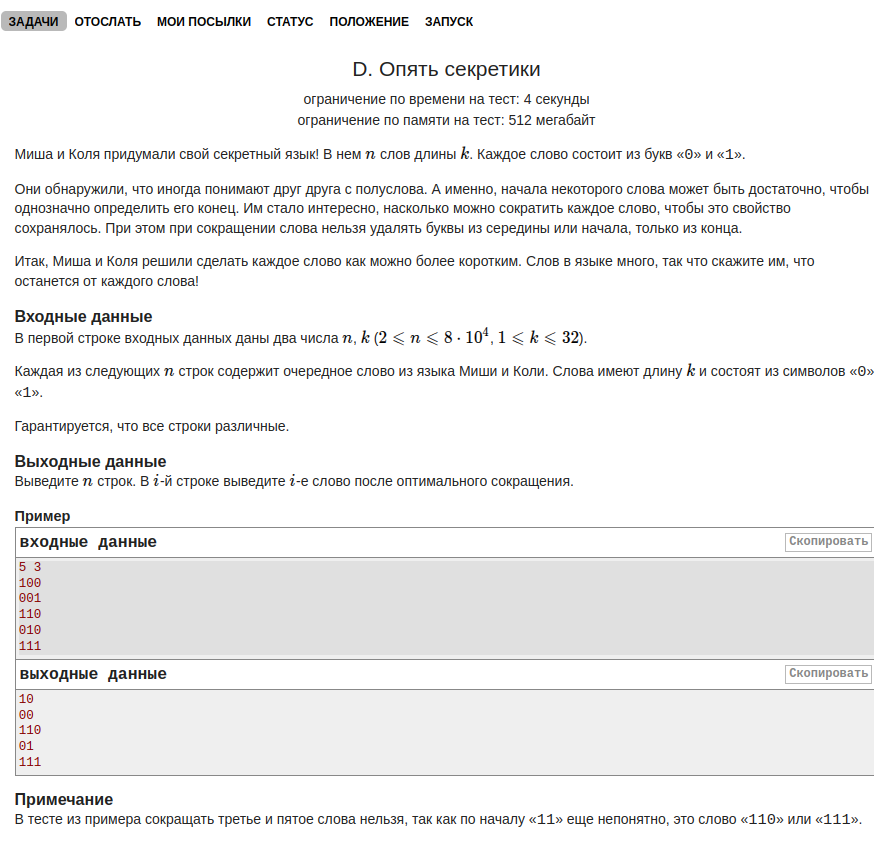 ЗАДАЧИ ОТОСЛАТЬ МОИ ПОСЫЛКИ СТАТУС ПОЛОЖЕНИЕ ЗАПУСК
D. Опять секретики
ограничение по времени на тест: 4 секунды
ограничение по памяти на тест: 512 мегабайт
Миша и Коля придумали свой секретный язык! В нем n слов длины k. Каждое слово состоит из букв «0» и «1».
Они обнаружили, что иногда понимают друг друга с полуслова. А именно, начала некоторого слова может быть достаточно, чтобы
однозначно определить его конец. Им стало интересно, насколько можно сократить каждое слово, чтобы это свойство
сохранялось. При этом при сокращении слова нельзя удалять буквы из середины или начала, только из конца.
Итак, Миша и Коля решили сделать каждое слово как можно более коротким. Слов в языке много, так что скажите им, что
останется от каждого слова!
Входные данные
В первой строке входных данных даны два числа n, k (2 ⩽ n ⩽ 8 · 10⁴, 1 ⩽ k ⩽ 32).
Каждая из следующих n строк содержит очередное слово из языка Миши и Коли. Слова имеют длину k и состоят из символов «0»
«1».
Гарантируется, что все строки различные.
Выходные данные
Выведите n строк. В i-й строке выведите i-е слово после оптимального сокращения.
Пример
входные данные Скопировать
5 3
100
001
110
010
111
выходные данные Скопировать
10
00
110
01
111
Примечание
В тесте из примера сокращать третье и пятое слова нельзя, так как по началу «11» еще непонятно, это слово «110» или «111».